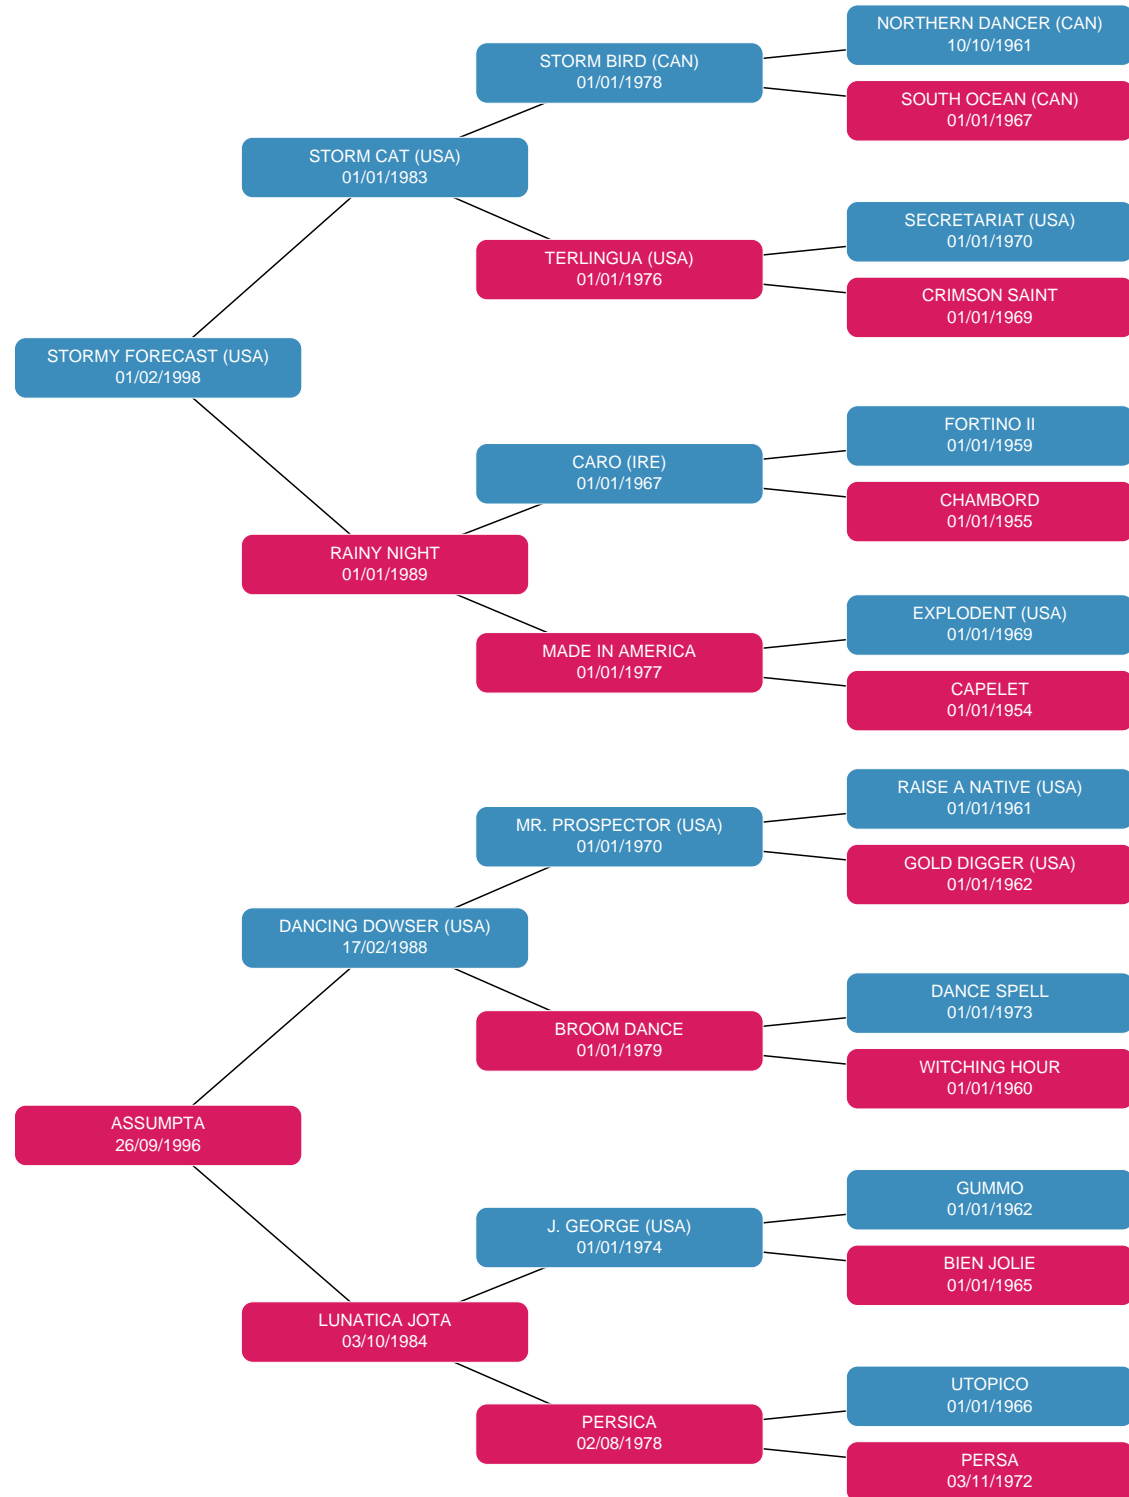 NORTHERN DANCER (CAN)
10/10/1961
STORM BIRD (CAN)
01/01/1978
SOUTH OCEAN (CAN)
01/01/1967
STORM CAT (USA)
01/01/1983
SECRETARIAT (USA)
01/01/1970
TERLINGUA (USA)
01/01/1976
CRIMSON SAINT
01/01/1969
STORMY FORECAST (USA)
01/02/1998
FORTINO II
01/01/1959
CARO (IRE)
01/01/1967
CHAMBORD
01/01/1955
RAINY NIGHT
01/01/1989
EXPLODENT (USA)
01/01/1969
MADE IN AMERICA
01/01/1977
CAPELET
01/01/1954
RAISE A NATIVE (USA)
01/01/1961
MR. PROSPECTOR (USA)
01/01/1970
GOLD DIGGER (USA)
01/01/1962
DANCING DOWSER (USA)
17/02/1988
DANCE SPELL
01/01/1973
BROOM DANCE
01/01/1979
WITCHING HOUR
01/01/1960
ASSUMPTA
26/09/1996
GUMMO
01/01/1962
J. GEORGE (USA)
01/01/1974
BIEN JOLIE
01/01/1965
LUNATICA JOTA
03/10/1984
UTOPICO
01/01/1966
PERSICA
02/08/1978
PERSA
03/11/1972